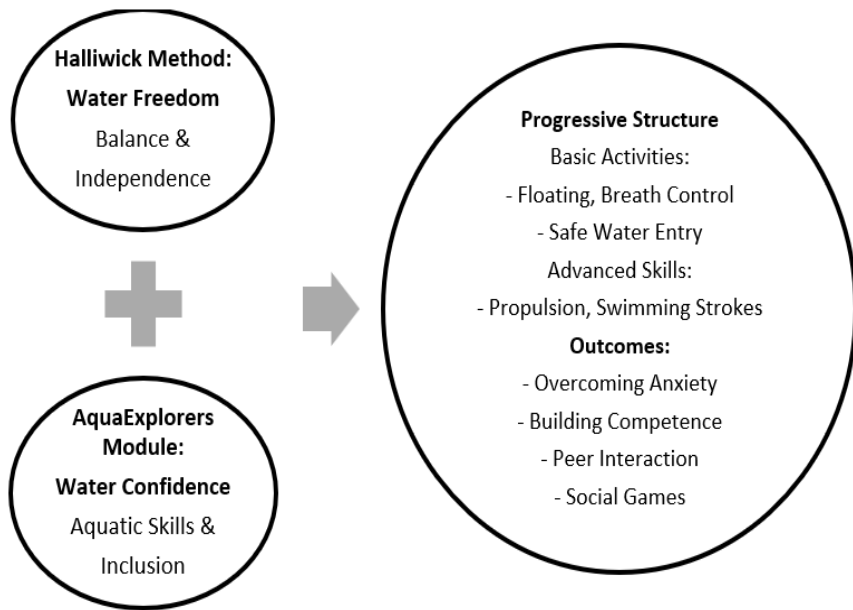 Halliwick Method:
Water Freedom
Balance &
Independence
AquaExplorers
Module:
Water Confidence
Aquatic Skills &
Inclusion
Progressive Structure
Basic Activities:
- Floating, Breath Control
- Safe Water Entry
Advanced Skills:
- Propulsion, Swimming Strokes
Outcomes:
- Overcoming Anxiety
- Building Competence
- Peer Interaction
- Social Games